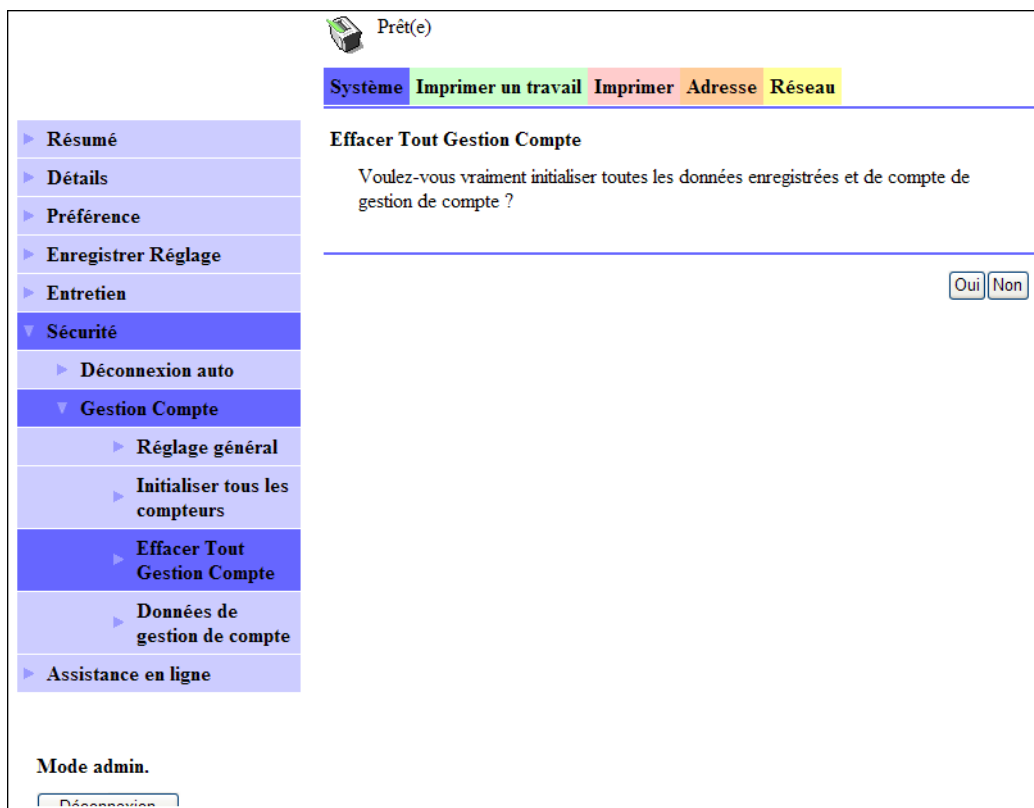 Prêt(e)
Système Imprimer un travail Imprimer Adresse Réseau
Résumé
Détails
Préférence
Enregistrer Réglage
Entretien
Sécurité
Déconnexion auto
Gestion Compte
Réglage général
Initialiser tous les
compteurs
Effacer Tout
Gestion Compte
Données de
gestion de compte
Assistance en ligne
Mode admin.
Déconnexion
Effacer Tout Gestion Compte
Voulez-vous vraiment initialiser toutes les données enregistrées et de compte de
gestion de compte ?
Oui Non